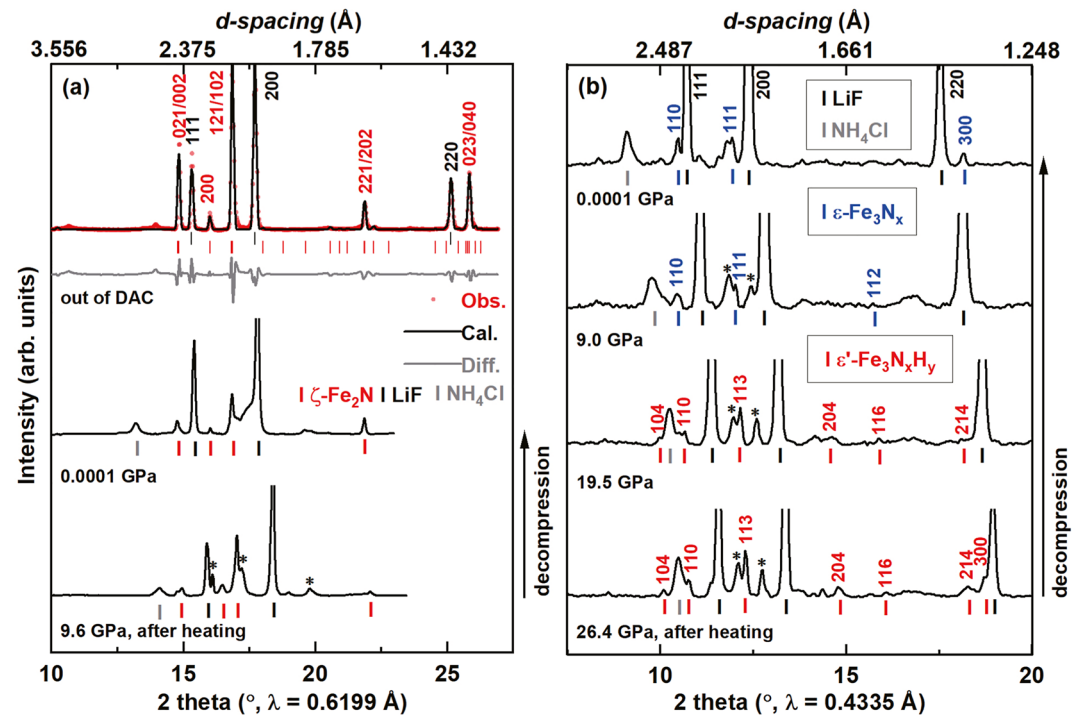 d-spacing (Å)
3.556 2.375 1.785 1.432
(a)
021/002
111
121/102
200
200
221/202
220
023/040
out of DAC
Obs.
Cal.
Diff.
I ζ-Fe2N I LiF I NH4Cl
0.0001 GPa
*
*
*
9.6 GPa, after heating
decompression
Intensity (arb. units)
10 15 20 25
2 theta (°, λ = 0.6199 Å)
d-spacing (Å)
2.487 1.661 1.248
(b)
110
111
111
200
220
300
I LiF
I NH4Cl
0.0001 GPa
I ε-Fe3Nx
110
*
111
*
112
9.0 GPa
I ε'-Fe3NxHy
104
110
*
113
*
204
116
214
19.5 GPa
104
110
*
113
*
204
116
214
300
26.4 GPa, after heating
decompression
10 15 20
2 theta (°, λ = 0.4335 Å)